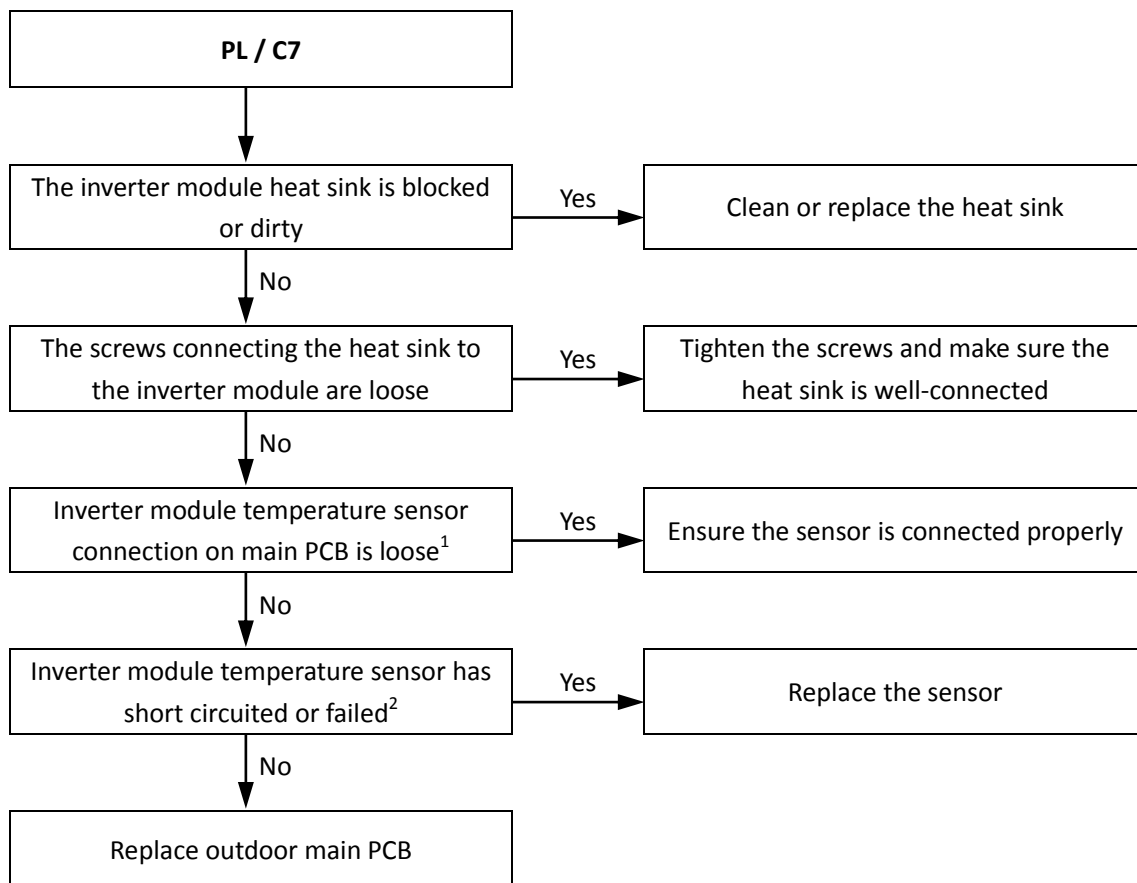 PL / C7
The inverter module heat sink is blocked
or dirty
Yes
Clean or replace the heat sink
No
The screws connecting the heat sink to
the inverter module are loose
Yes
Tighten the screws and make sure the
heat sink is well-connected
No
Inverter module temperature sensor
connection on main PCB is loose¹
Yes
Ensure the sensor is connected properly
No
Inverter module temperature sensor has
short circuited or failed²
Yes
Replace the sensor
No
Replace outdoor main PCB